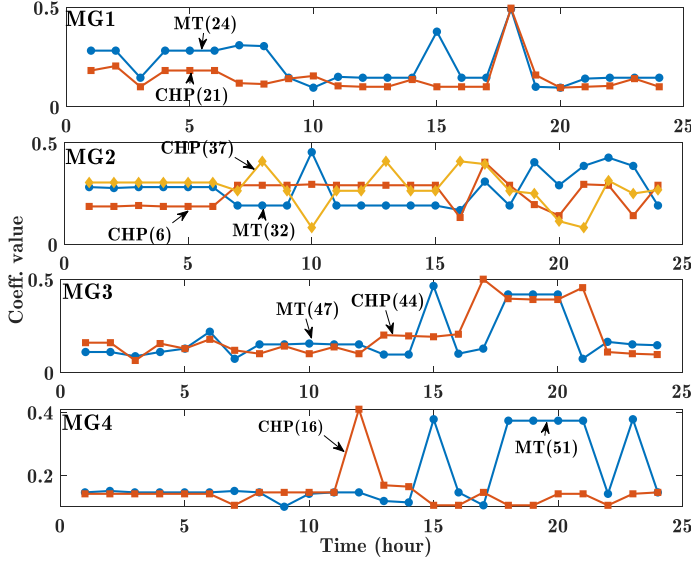 0.5
MG1
MT(24)
CHP(21)
0
0 5 10 15 20 25
0.5
MG2
CHP(37)
CHP(6)
MT(32)
0
0 5 10 15 20 25
Coeff. value
0.5
MG3
MT(47)
CHP(44)
0
0 5 10 15 20 25
0.4
MG4
CHP(16)
MT(51)
0.2
0 5 10 15 20 25
Time (hour)